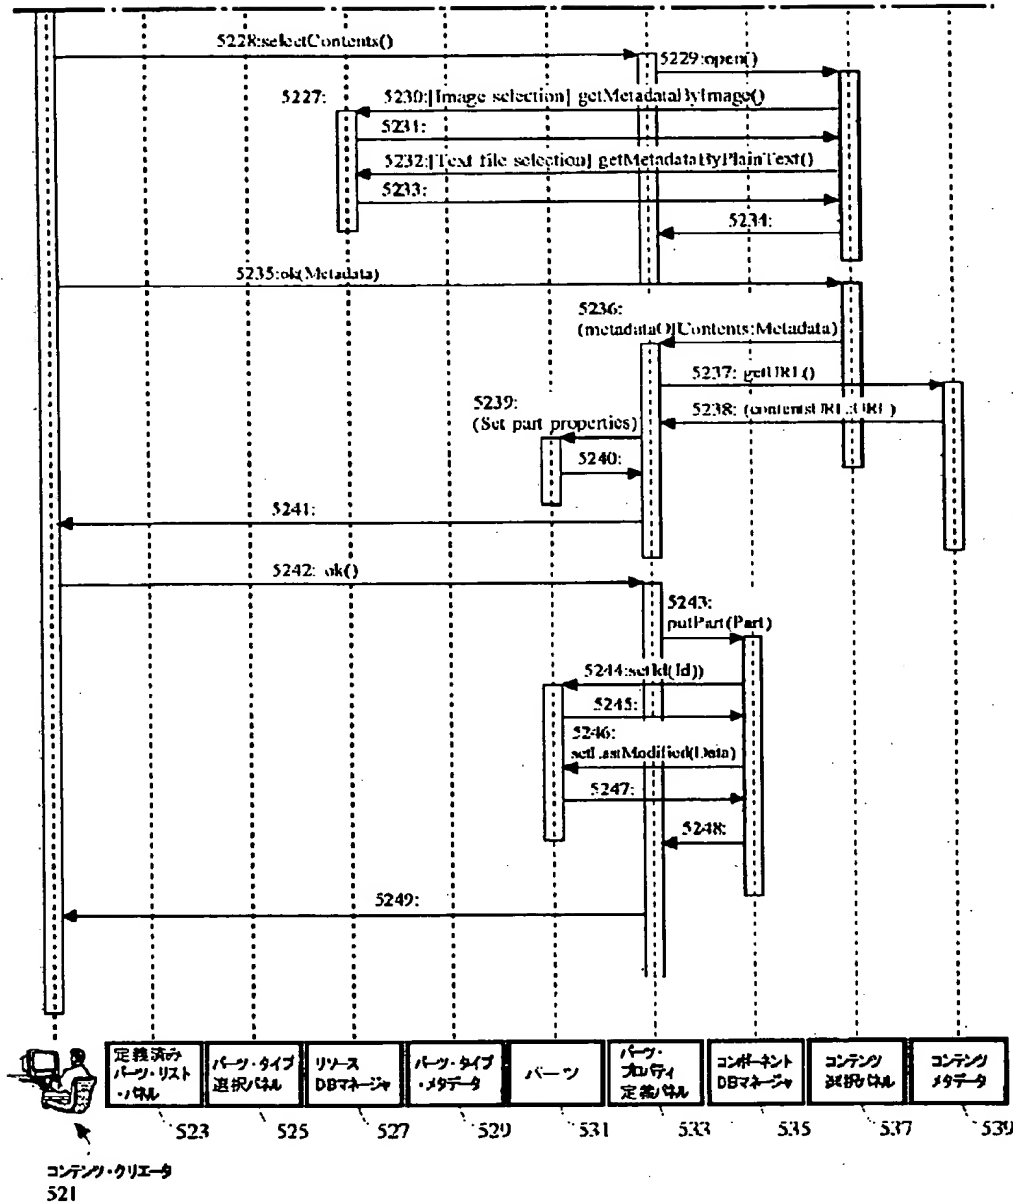 5228:selectContents()
5229:open()
5227:
5230:[Image selection] getMetadataByImage()
5231:
5232:[Text file selection] getMetadataByPlainText()
5233:
5234:
5235:ok(Metadata)
5236:
(metadataOfContents:Metadata)
5237: getURL()
5238: (contentsURL:URL)
5239:
(Set part properties)
5240:
5241:
5242: ok()
5243:
putPart(Part)
5244:setId(Id))
5245:
5246:
setLastModified(Data)
5247:
5248:
5249:
定義済み
パーツ・リスト
・パネル
パーツ・タイプ
選択パネル
リソース
DBマネージャ
パーツ・タイプ
・メタデータ
パーツ
パーツ・
プロパティ
定義パネル
コンポーネント
DBマネージャ
コンテンツ
選択パネル
コンテンツ
メタデータ
523
525
527
529
531
533
535
537
539
コンテンツ・クリエータ
521